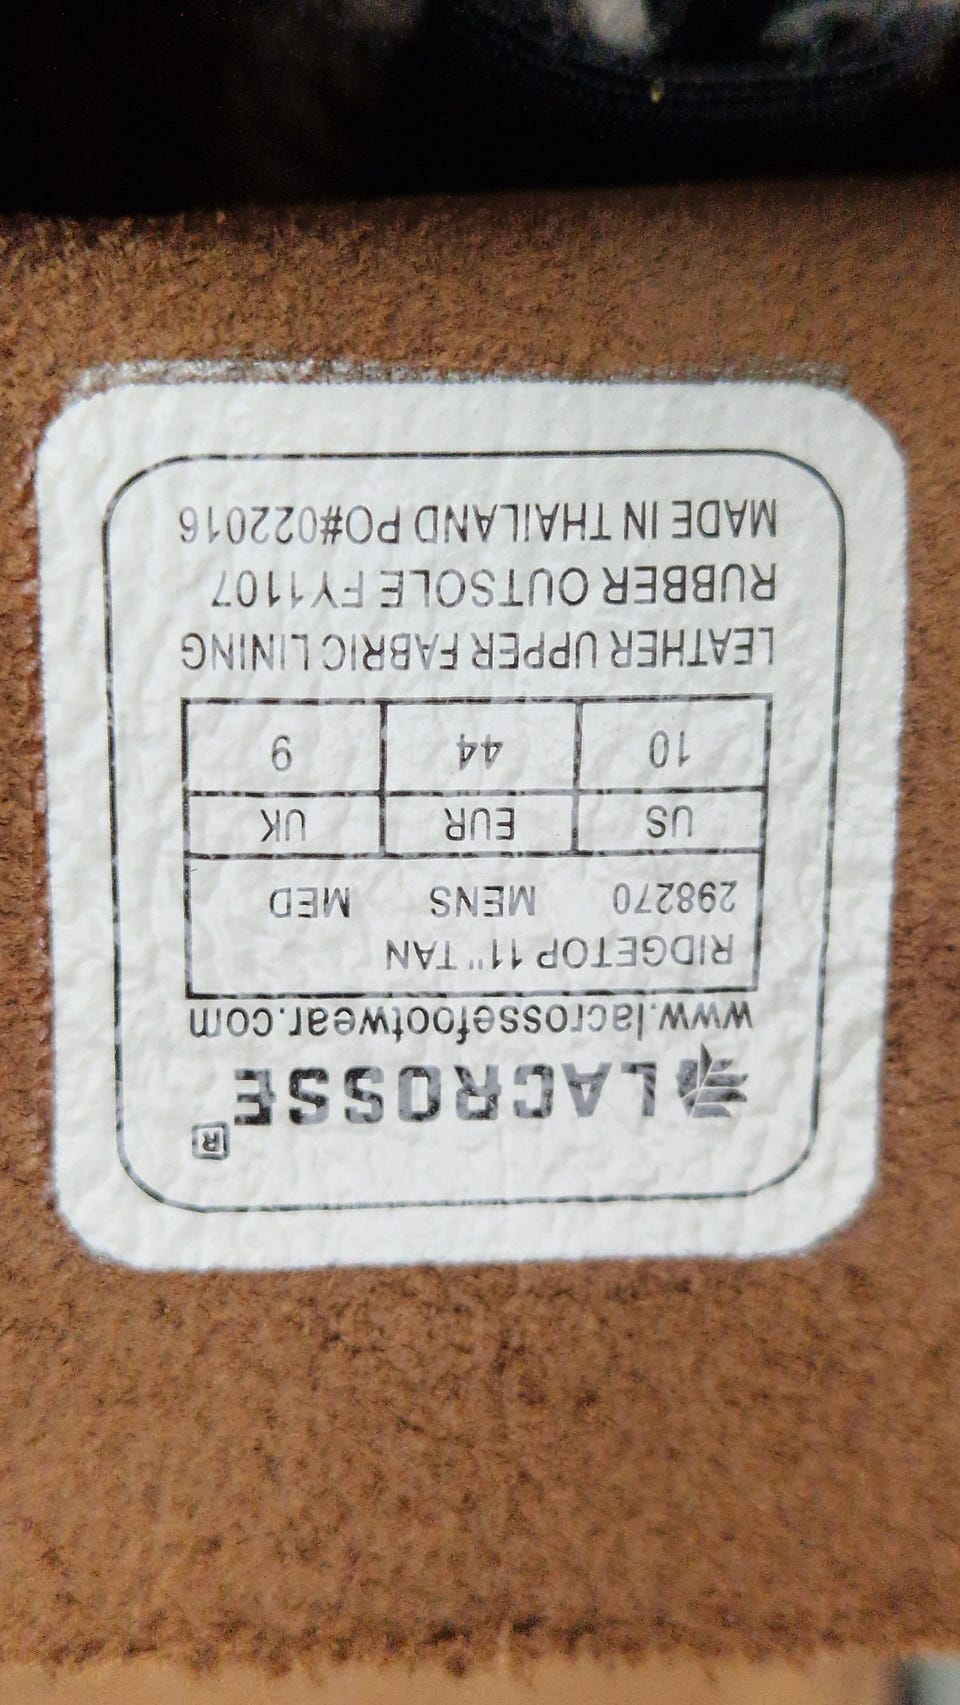 LACROSSE®
www.lacrossefootwear.com
RIDGETOP 11" TAN
298270 MENS MED
US EUR UK
10 44 9
LEATHER UPPER FABRIC LINING
RUBBER OUTSOLE FY1107
MADE IN THAILAND PO#022016